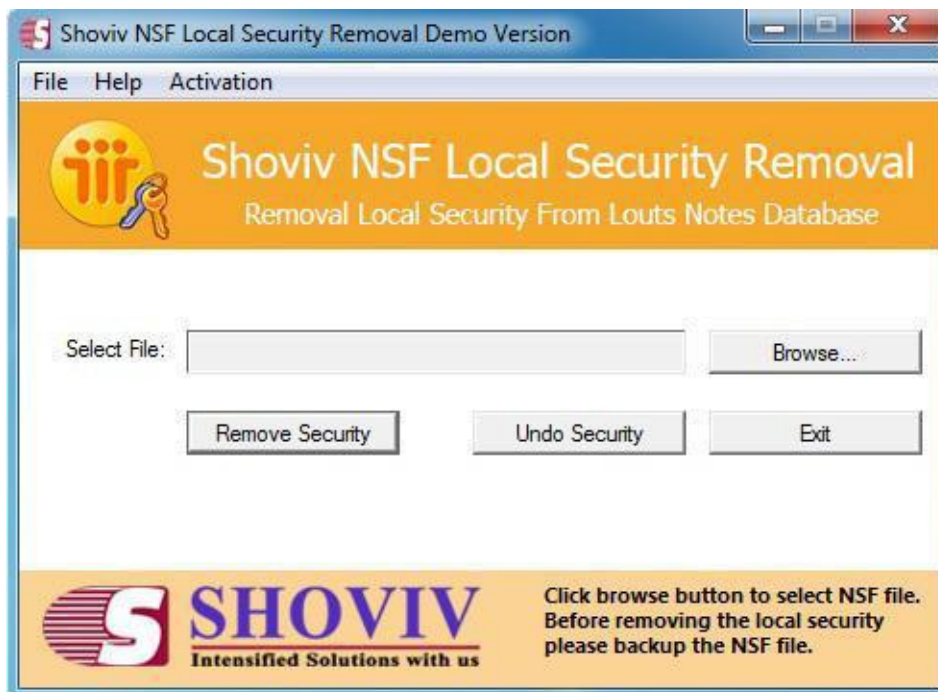 Shoviv NSF Local Security Removal Demo Version
File Help Activation
Shoviv NSF Local Security Removal
Removal Local Security From Louts Notes Database
Select File:
Browse...
Remove Security
Undo Security
Exit
S
SHOVIV
Intensified Solutions with us
Click browse button to select NSF file.
Before removing the local security
please backup the NSF file.